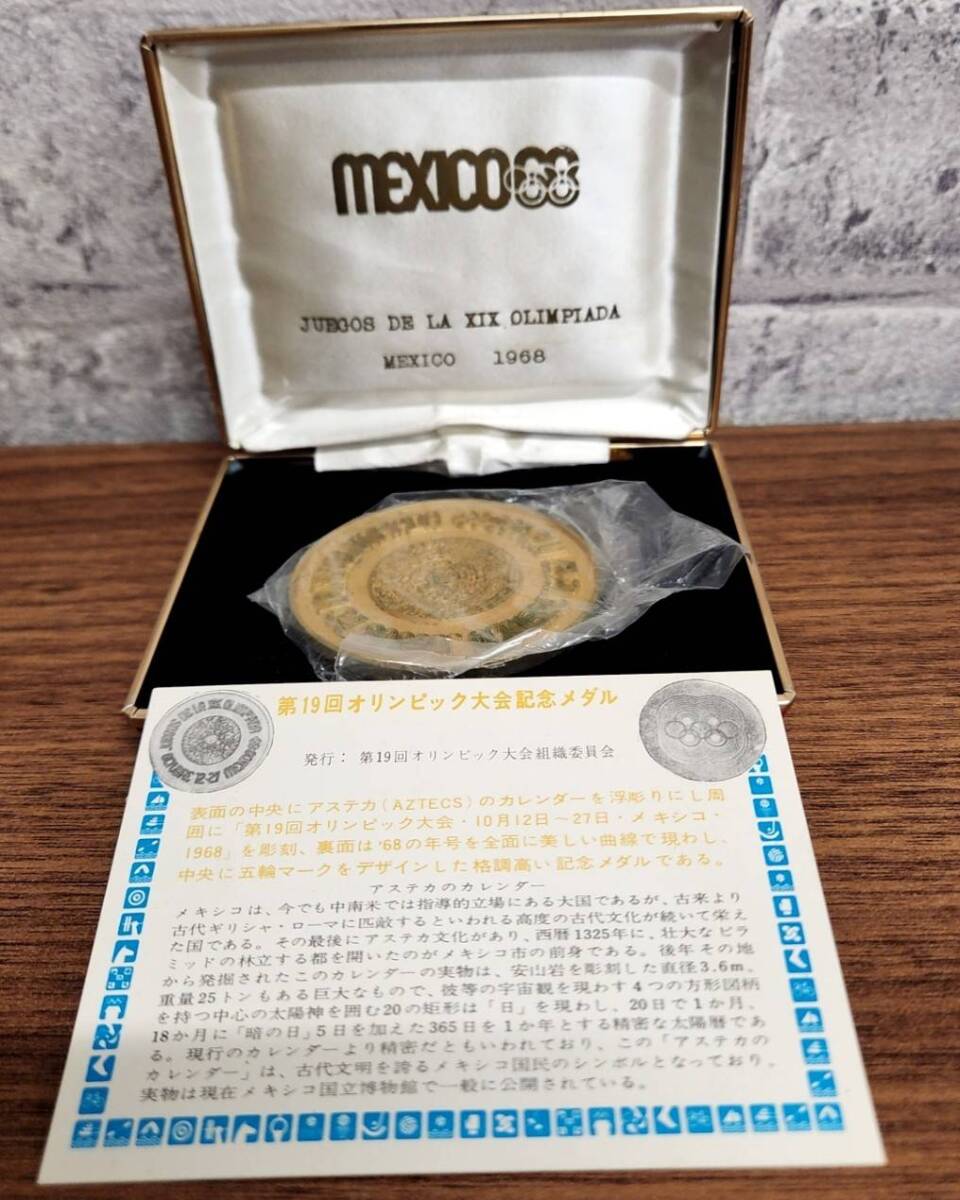 MEXICO68
JUEGOS DE LA XIX OLIMPIADA
MEXICO 1968
第19回オリンピック大会記念メダル
発行: 第19回オリンピック大会組織委員会
表面の中央にアステカ(AZTECS)のカレンダーを浮彫りにし周
囲に「第19回オリンピック大会・10月12日〜27日・メキシコ・
1968」を彫刻、裏面は'68の年号を全面に美しい曲線で現わし、
中央に五輪マークをデザインした格調高い記念メダルである。
アステカのカレンダー
メキシコは、今でも中南米では指導的立場にある大国であるが、古来より
古代ギリシャ・ローマに匹敵するといわれる高度の古代文化が続いて栄え
た国である。その最後にアステカ文化があり、西暦1325年に、壮大なピラ
ミッドの林立する都を開いたのがメキシコ市の前身である。後年その地
から発掘されたこのカレンダーの実物は、安山岩を彫刻した直径3.6m。
重量25トンもある巨大なもので、彼等の宇宙観を現わす4つの方形図柄
を持つ中心の太陽神を囲む20の矩形は「日」を現わし、20日で1か月、
18か月に「暗の日」5日を加えた365日を1か年とする精密な太陽暦であ
る。現行のカレンダーより精密だともいわれており、この「アステカの
カレンダー」は、古代文明を誇るメキシコ国民のシンボルとなっており、
実物は現在メキシコ国立博物館で一般に公開されている。